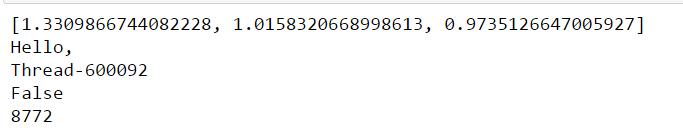 [1.3309866744082228, 1.0158320668998613, 0.9735126647005927]
Hello,
Thread-600092
False
8772